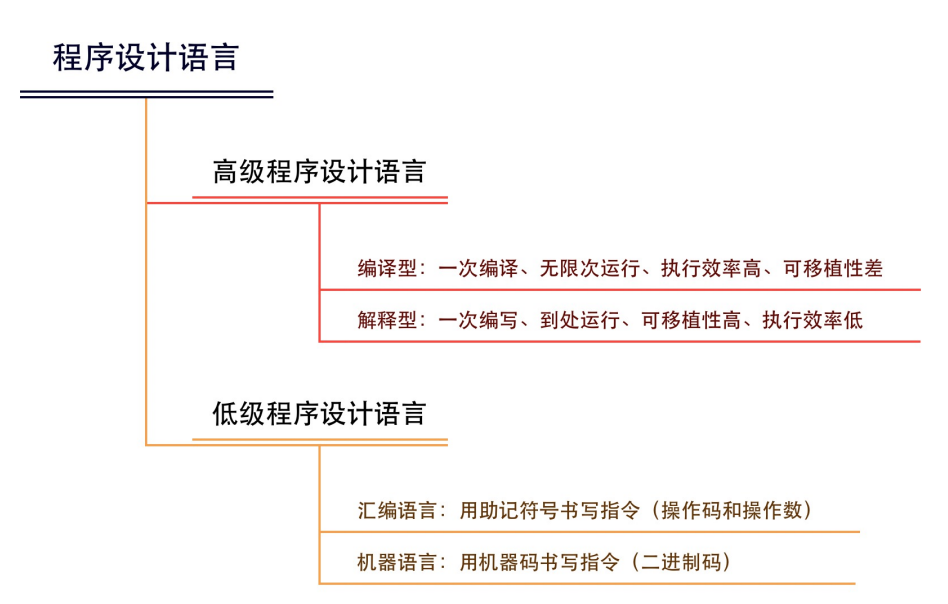 程序设计语言
高级程序设计语言
编译型：一次编译、无限次运行、执行效率高、可移植性差
解释型：一次编写、到处运行、可移植性高、执行效率低
低级程序设计语言
汇编语言：用助记符号书写指令（操作码和操作数）
机器语言：用机器码书写指令（二进制码）